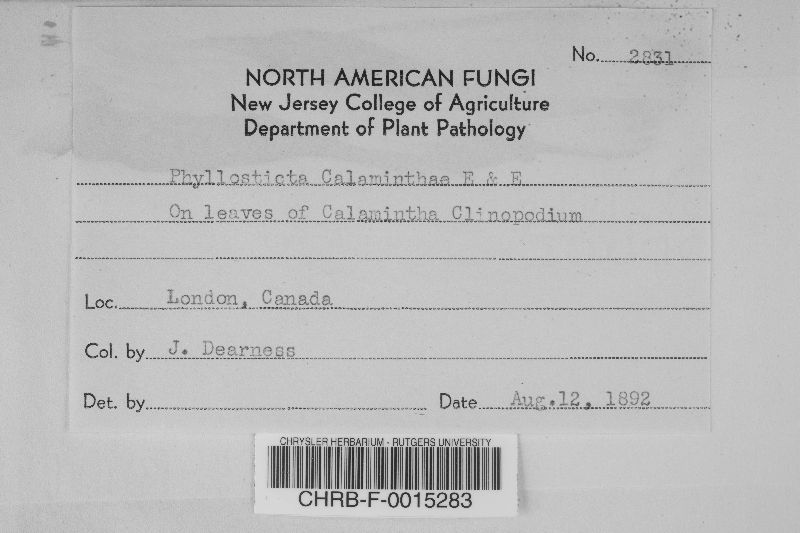 No. 2831
NORTH AMERICAN FUNGI
New Jersey College of Agriculture
Department of Plant Pathology
Phyllosticta Calaminthae E & E
On leaves of Calamintha Clinopodium
Loc. London, Canada
Col. by J. Dearness
Det. by
Date Aug.12, 1892
CHRYSLER HERBARIUM - RUTGERS UNIVERSITY
CHRB-F-0015283